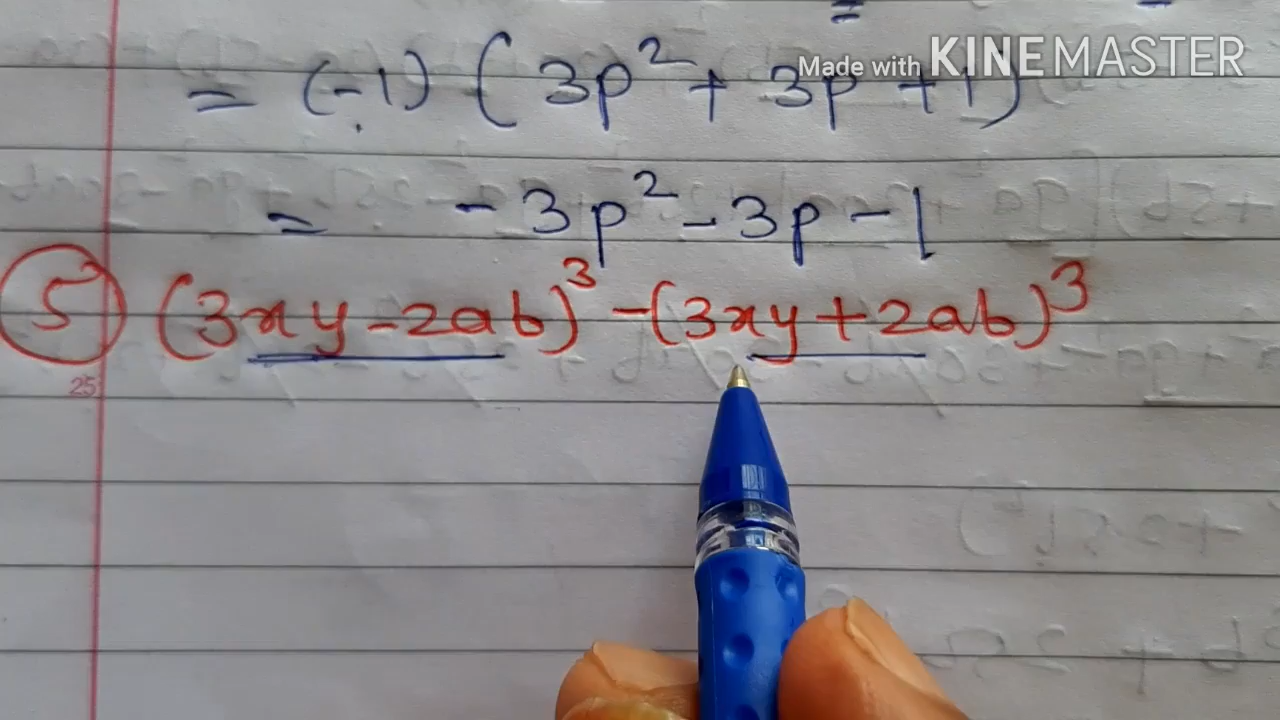 Made with KINEMASTER
= (-1) (3p² + 3p + 1)
= -3p² - 3p - 1
5 (3xy - 2ab)³ - (3xy + 2ab)³
25